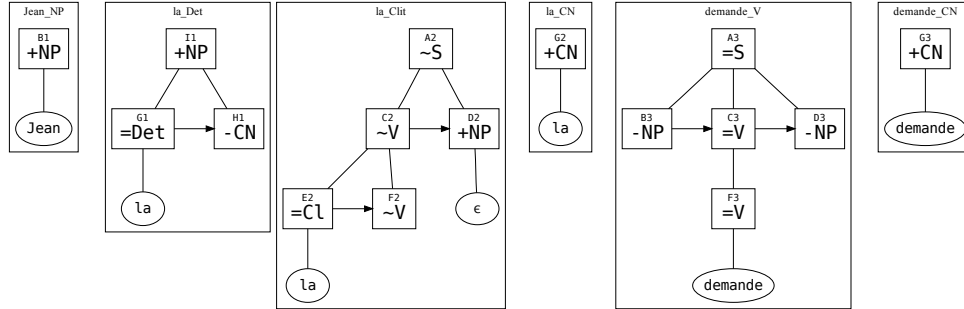 Jean_NP
B1
+NP
Jean
la_Det
I1
+NP
G1
=Det
H1
-CN
la
la_Clit
A2
~S
C2
~V
D2
+NP
E2
=Cl
F2
~V
ϵ
la
la_CN
G2
+CN
la
demande_V
A3
=S
B3
-NP
C3
=V
D3
-NP
F3
=V
demande
demande_CN
G3
+CN
demande